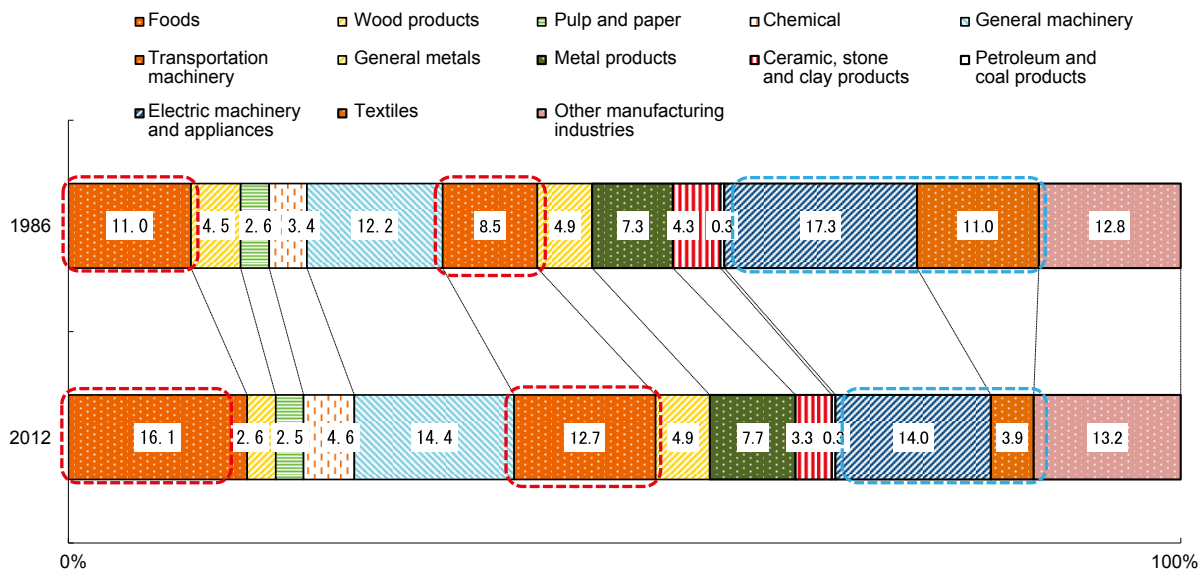 Foods
Wood products
Pulp and paper
Chemical
General machinery
Transportation
machinery
General metals
Metal products
Ceramic, stone
and clay products
Petroleum and
coal products
Electric machinery
and appliances
Textiles
Other manufacturing
industries
1986
11. 0
4. 5
2. 6
3. 4
12. 2
8.5
4.9
7.3
4.3
0.3
17.3
11.0
12.8
2012
16. 1
2. 6
2. 5
4. 6
14. 4
12.7
4.9
7.7
3.3
0.3
14.0
3.9
13.2
0%
100%